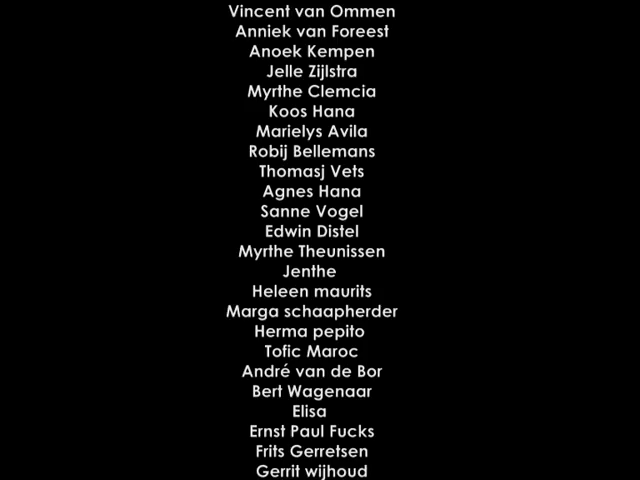 Vincent van Ommen
Anniek van Foreest
Anoek Kempen
Jelle Zijlstra
Myrthe Clemcia
Koos Hana
Marielys Avila
Robij Bellemans
Thomasj Vets
Agnes Hana
Sanne Vogel
Edwin Distel
Myrthe Theunissen
Jenthe
Heleen maurits
Marga schaapherder
Herma pepito
Tofic Maroc
André van de Bor
Bert Wagenaar
Elisa
Ernst Paul Fucks
Frits Gerretsen
Gerrit wijhoud